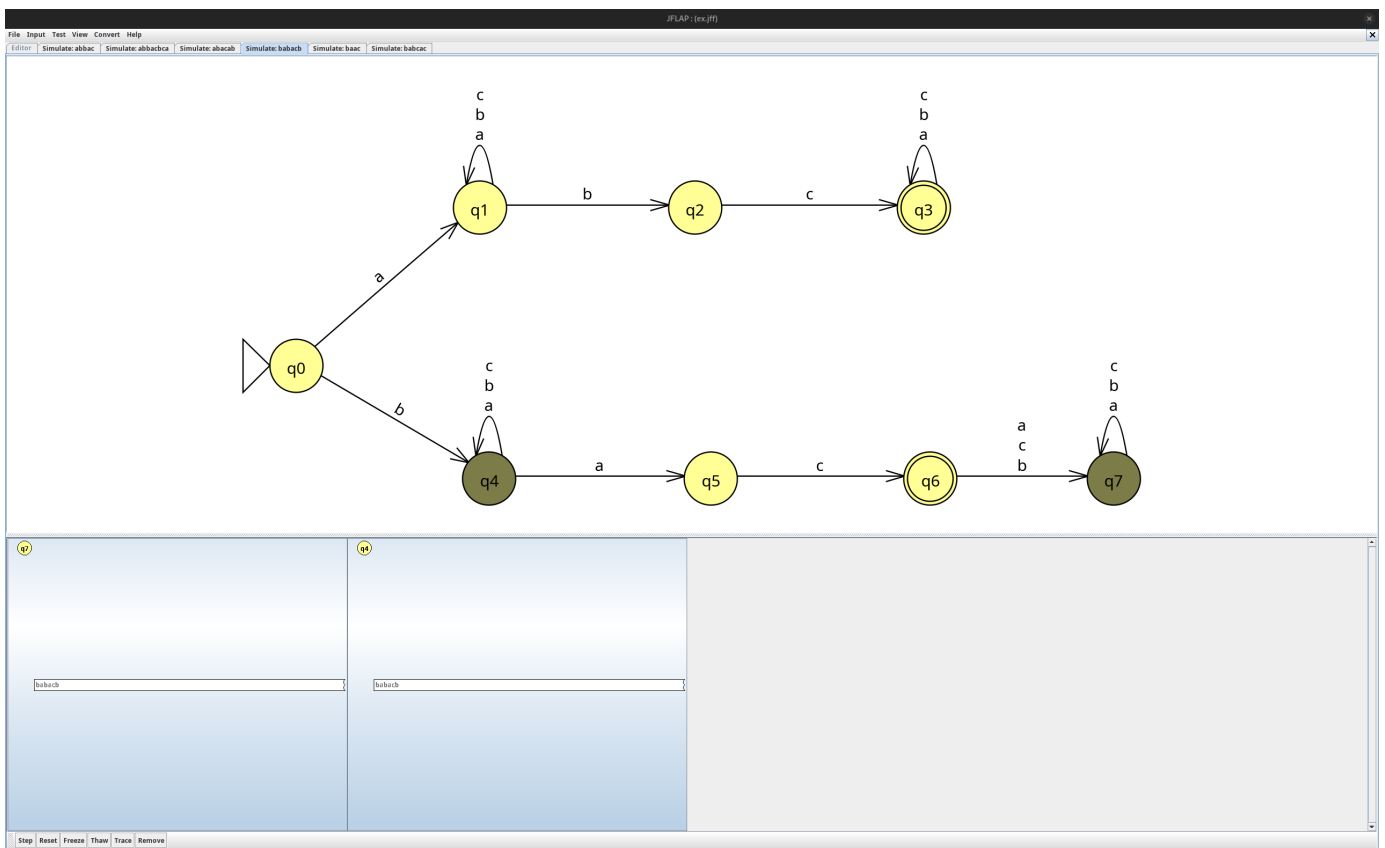 JFLAP : (ex.jff)
File Input Test View Convert Help
Editor Simulate: abbac Simulate: abbacbca Simulate: abacab Simulate: babacb Simulate: baac Simulate: babcac
c
b
a
c
b
a
q1
b
q2
c
q3
a
q0
b
c
b
a
c
b
a
a
c
b
q4
a
q5
c
q6
q7
q7
q4
babacb
babacb
Step Reset Freeze Thaw Trace Remove